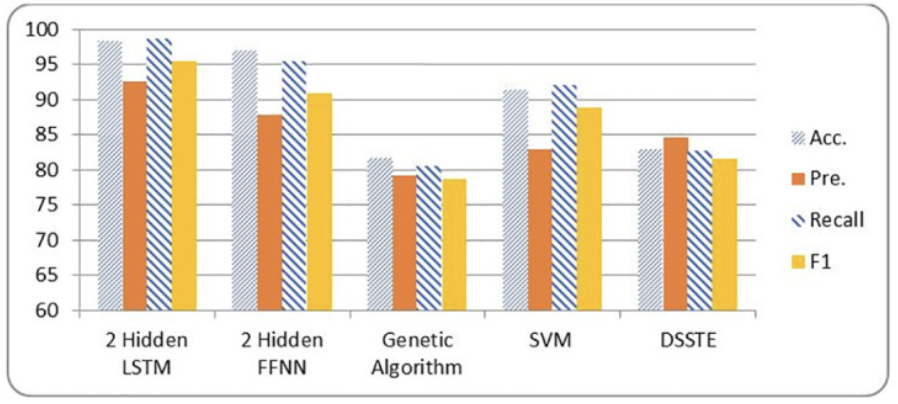 100
95
90
85
80
75
70
65
60
2 Hidden
LSTM
2 Hidden
FFNN
Genetic
Algorithm
SVM
DSSTE
Acc.
Pre.
Recall
F1